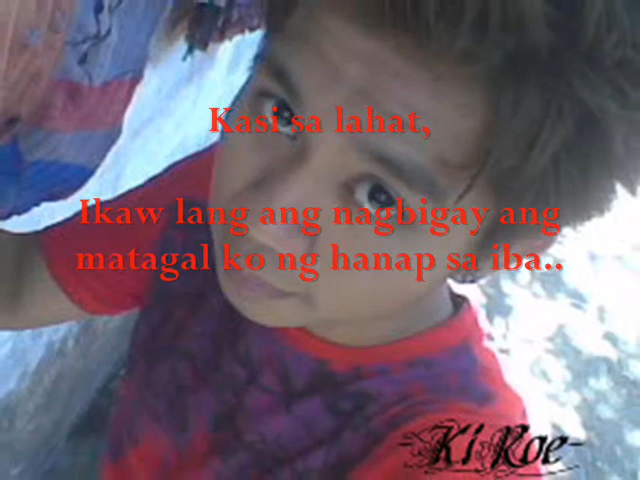 Kasi sa lahat,
Ikaw lang ang nagbigay ang
matagal ko ng hanap sa iba..
-Ki Roe-